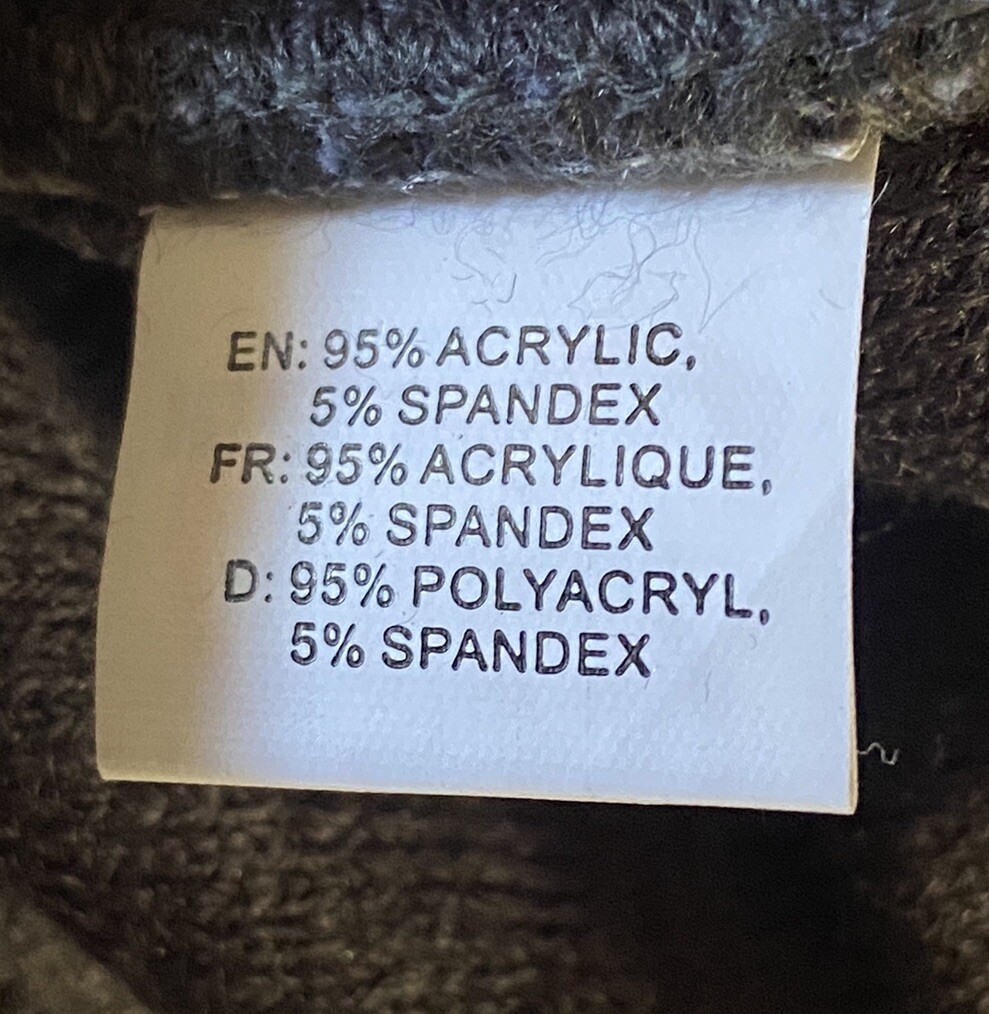 EN: 95% ACRYLIC,
5% SPANDEX
FR: 95% ACRYLIQUE,
5% SPANDEX
D: 95% POLYACRYL,
5% SPANDEX